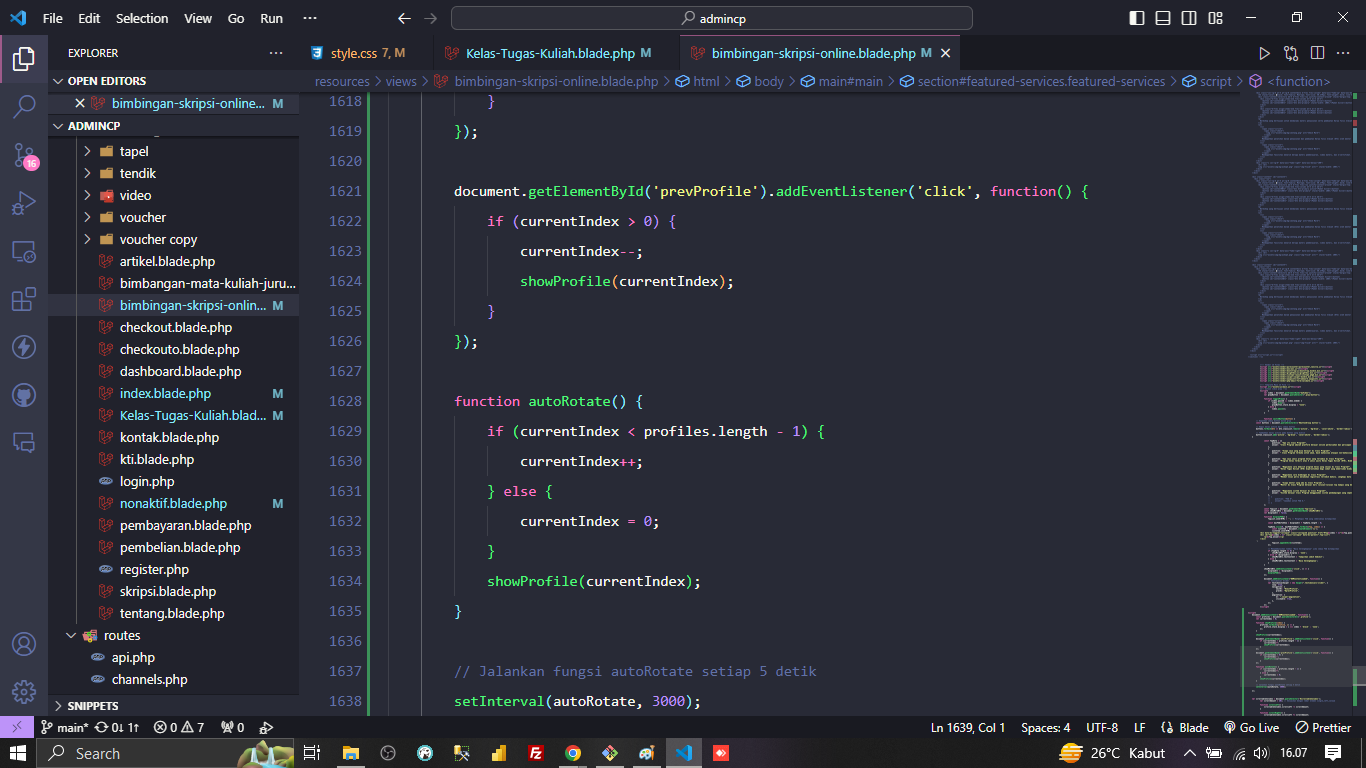 File Edit Selection View Go Run ··· admincp
EXPLORER ···
style.css 7, M Kelas-Tugas-Kuliah.blade.php M bimbingan-skripsi-online.blade.php M
OPEN EDITORS
resources > views > bimbingan-skripsi-online.blade.php > html > body > main#main > section#featured-services.featured-services > script > <function>
bimbingan-skripsi-online... M
ADMINCP
tapel
tendik
video
voucher
voucher copy
artikel.blade.php
bimbangan-mata-kuliah-juru...
bimbingan-skripsi-onlin... M
checkout.blade.php
checkouto.blade.php
dashboard.blade.php
index.blade.php M
Kelas-Tugas-Kuliah.blad... M
kontak.blade.php
kti.blade.php
login.php
nonaktif.blade.php M
pembayaran.blade.php
pembelian.blade.php
register.php
skripsi.blade.php
tentang.blade.php
routes
api.php
channels.php
SNIPPETS
16
1618 }
1619 });
1620
1621 document.getElementById('prevProfile').addEventListener('click', function() {
1622 if (currentIndex > 0) {
1623 currentIndex--;
1624 showProfile(currentIndex);
1625 }
1626 });
1627
1628 function autoRotate() {
1629 if (currentIndex < profiles.length - 1) {
1630 currentIndex++;
1631 } else {
1632 currentIndex = 0;
1633 }
1634 showProfile(currentIndex);
1635 }
1636
1637 // Jalankan fungsi autoRotate setiap 5 detik
1638 setInterval(autoRotate, 3000);
main* 0↓ 1↑ 0 7 0 Ln 1639, Col 1 Spaces: 4 UTF-8 LF Blade Go Live Prettier
Search 26°C Kabut 16.07